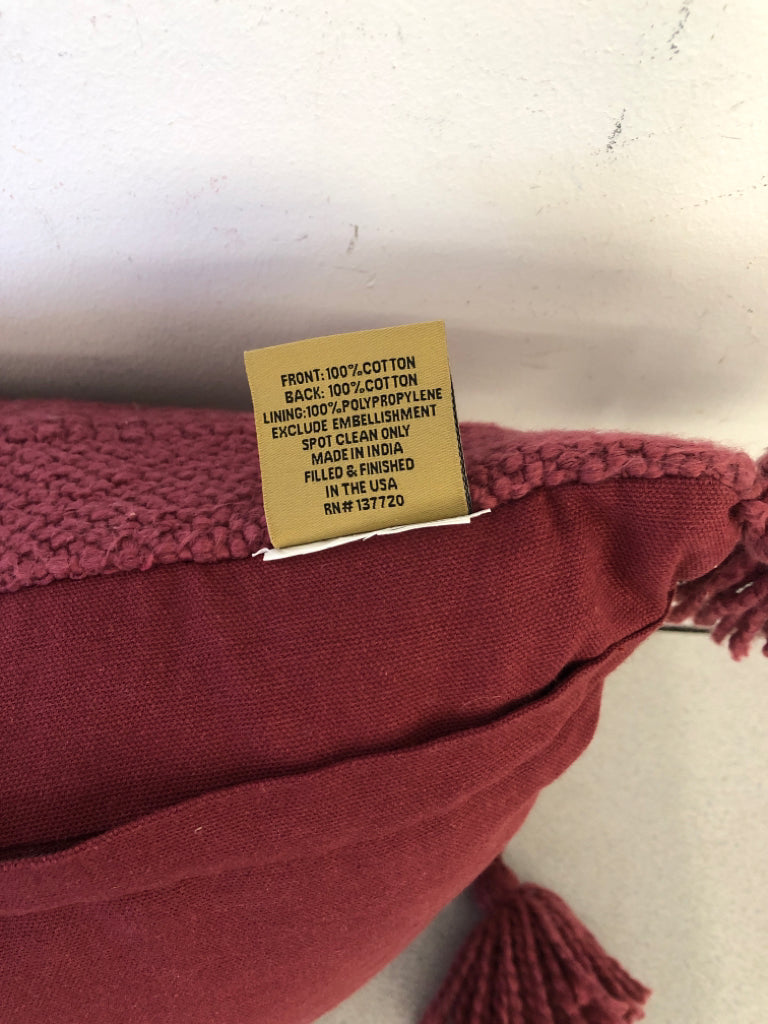 FRONT: 100% COTTON
BACK: 100% COTTON
LINING:100% POLYPROPYLENE
EXCLUDE EMBELLISHMENT
SPOT CLEAN ONLY
MADE IN INDIA
FILLED & FINISHED
IN THE USA
RN# 137720